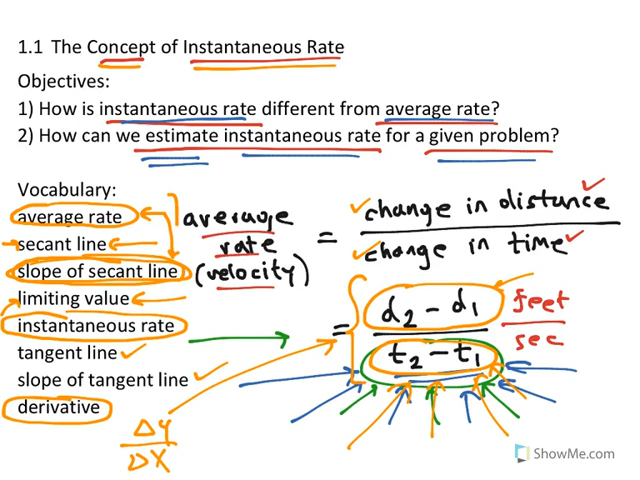 1.1 The Concept of Instantaneous Rate
Objectives:
1) How is instantaneous rate different from average rate?
2) How can we estimate instantaneous rate for a given problem?
Vocabulary:
average rate
secant line
slope of secant line
limiting value
instantaneous rate
tangent line
slope of tangent line
derivative
average
rate
(velocity)
= change in distance
change in time
= d₂ - d₁
t₂ - t₁
feet
sec
Δy
Δx
ShowMe.com